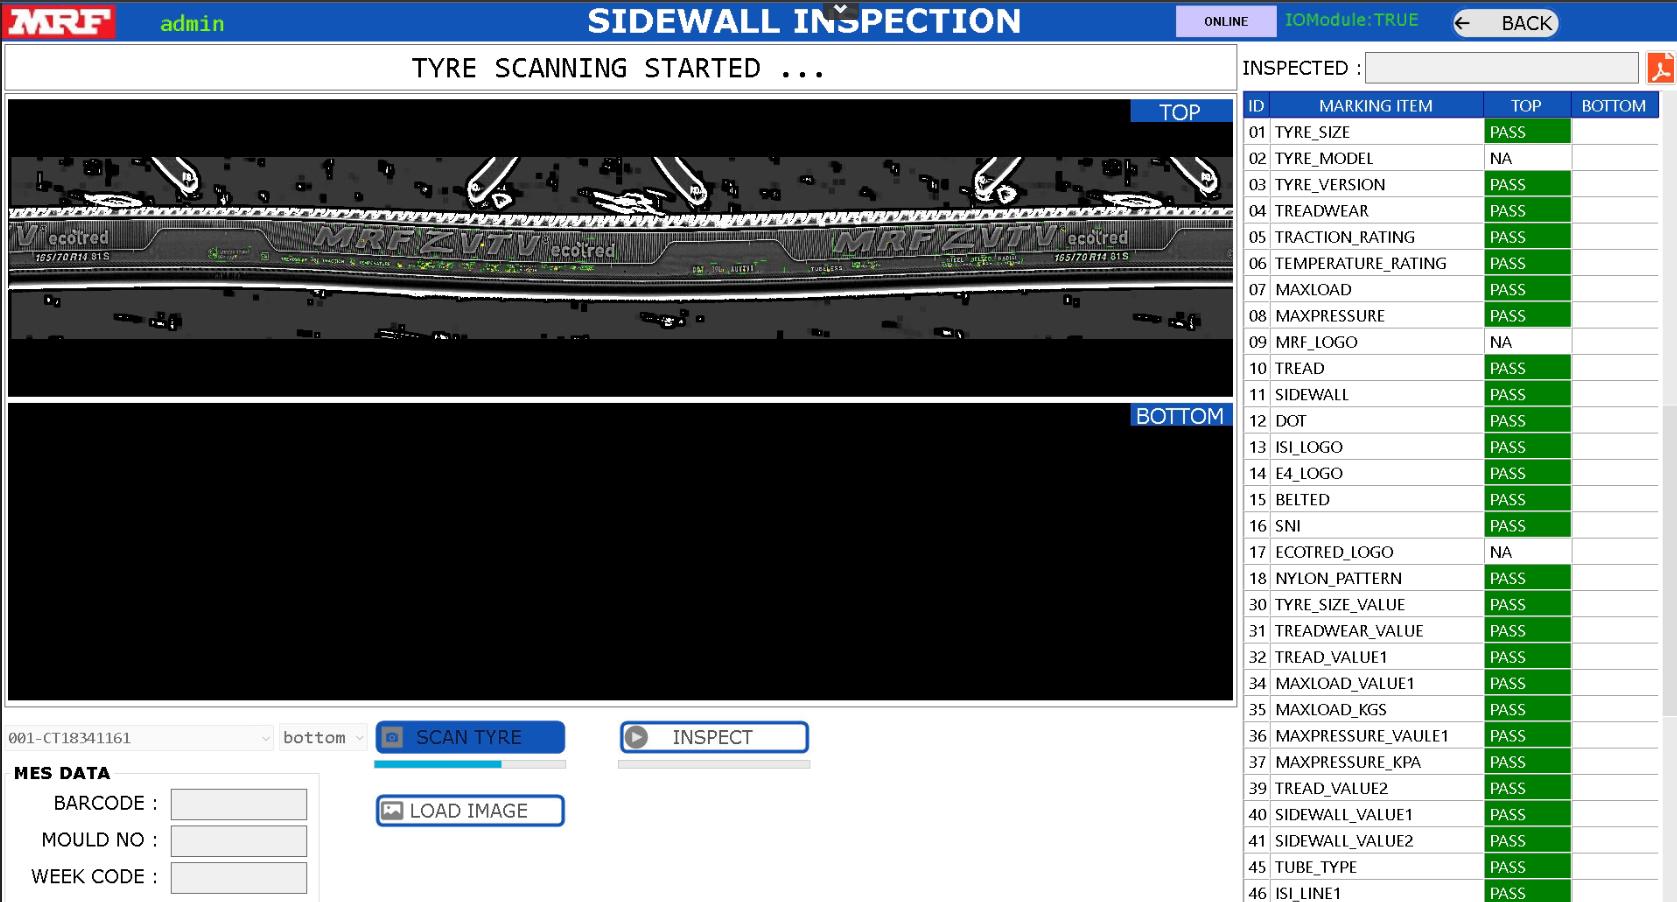 MRF
admin
SIDEWALL INSPECTION
ONLINE
IOModule:TRUE
BACK
TYRE SCANNING STARTED ...
INSPECTED :
TOP
V ecotred
165/70R14 81S
MRF ZVTV ecotred
TUBELESS
MRF ZVTV ecotred
165/70R14 81S
BOTTOM
ID MARKING ITEM TOP BOTTOM
01 TYRE_SIZE PASS
02 TYRE_MODEL NA
03 TYRE_VERSION PASS
04 TREADWEAR PASS
05 TRACTION_RATING PASS
06 TEMPERATURE_RATING PASS
07 MAXLOAD PASS
08 MAXPRESSURE PASS
09 MRF_LOGO NA
10 TREAD PASS
11 SIDEWALL PASS
12 DOT PASS
13 ISI_LOGO PASS
14 E4_LOGO PASS
15 BELTED PASS
16 SNI PASS
17 ECOTRED_LOGO NA
18 NYLON_PATTERN PASS
30 TYRE_SIZE_VALUE PASS
31 TREADWEAR_VALUE PASS
32 TREAD_VALUE1 PASS
34 MAXLOAD_VALUE1 PASS
35 MAXLOAD_KGS PASS
36 MAXPRESSURE_VAULE1 PASS
37 MAXPRESSURE_KPA PASS
39 TREAD_VALUE2 PASS
40 SIDEWALL_VALUE1 PASS
41 SIDEWALL_VALUE2 PASS
45 TUBE_TYPE PASS
46 ISI_LINE1 PASS
001-CT18341161
bottom
SCAN TYRE
INSPECT
LOAD IMAGE
MES DATA
BARCODE :
MOULD NO :
WEEK CODE :